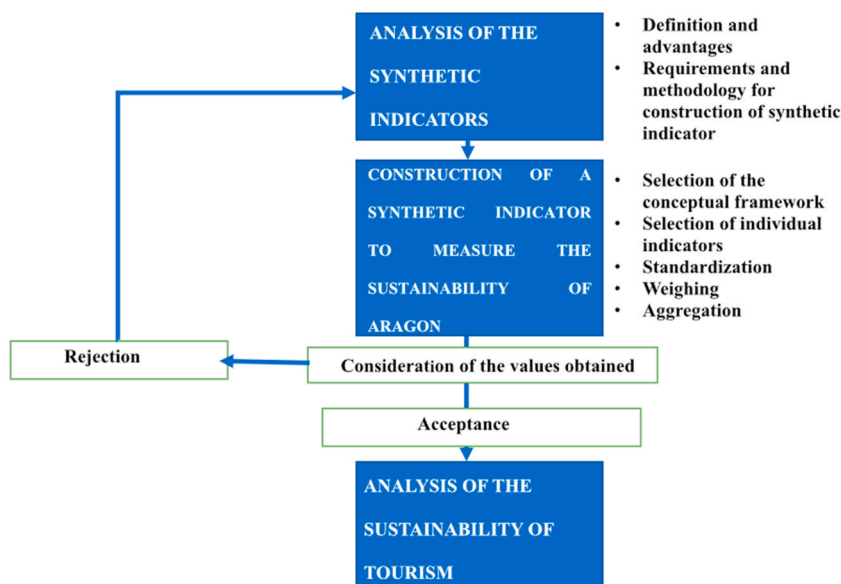 ANALYSIS OF THE
SYNTHETIC
INDICATORS
• Definition and
advantages
• Requirements and
methodology for
construction of synthetic
indicator
CONSTRUCTION OF A
SYNTHETIC INDICATOR
TO MEASURE THE
SUSTAINABILITY OF
ARAGON
• Selection of the
conceptual framework
• Selection of individual
indicators
• Standardization
• Weighing
• Aggregation
Rejection
Consideration of the values obtained
Acceptance
ANALYSIS OF THE
SUSTAINABILITY OF
TOURISM